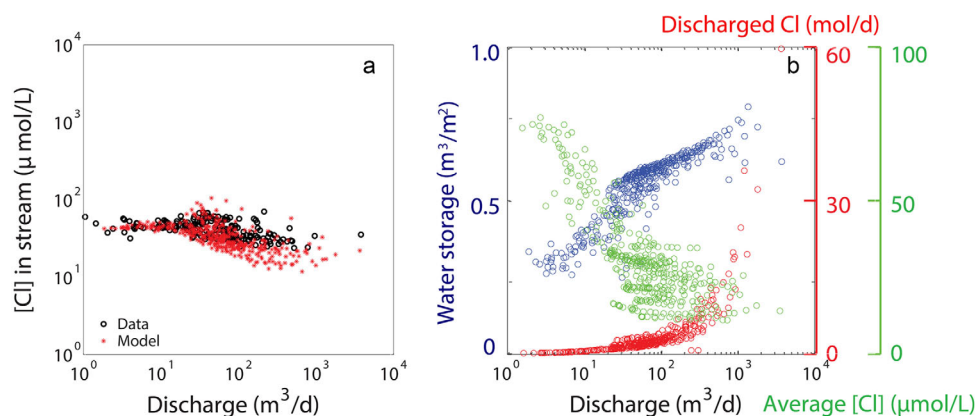 a
[Cl] in stream (µ mol/L)
10⁴
10³
10²
10¹
10⁰
Data
Model
10⁰ 10¹ 10² 10³ 10⁴
Discharge (m³/d)
Discharged Cl (mol/d)
b
Water storage (m³/m²)
1.0
0.5
0
60
30
0
100
50
0
10⁰ 10¹ 10² 10³ 10⁴
Discharge (m³/d)
Average [Cl] (µmol/L)